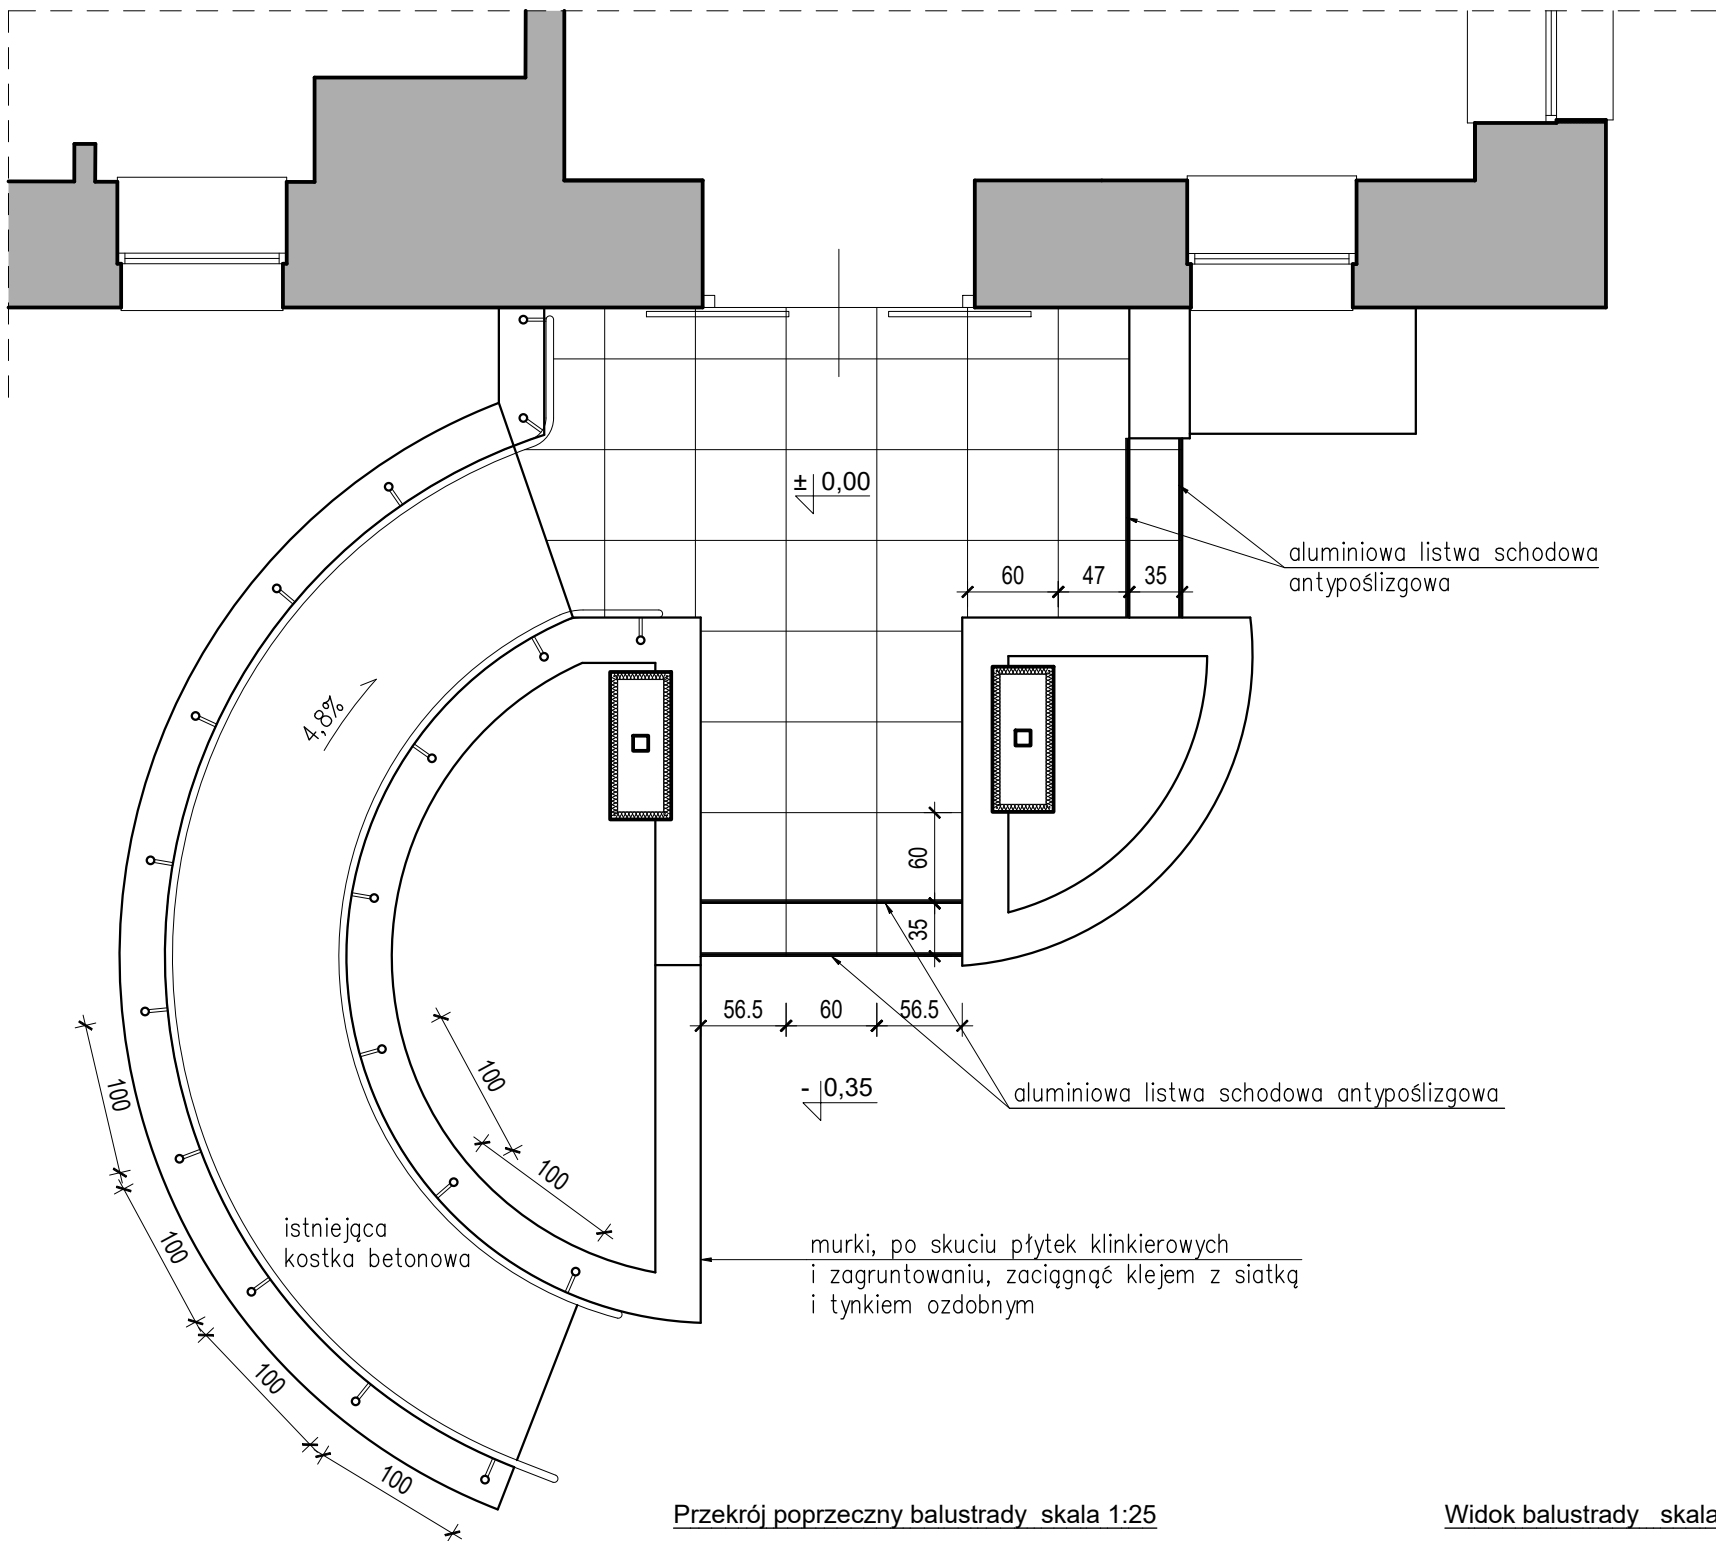 ± 0,00
aluminiowa listwa schodowa
antypoślizgowa
60 47 35
4,8%
60
35
56.5 60 56.5
- 0,35
aluminiowa listwa schodowa antypoślizgowa
100
100
100
100
100
100
istniejąca
kostka betonowa
murki, po skuciu płytek klinkierowych
i zagruntowaniu, zaciągnąć klejem z siatką
i tynkiem ozdobnym
Przekrój poprzeczny balustrady skala 1:25
Widok balustrady skala